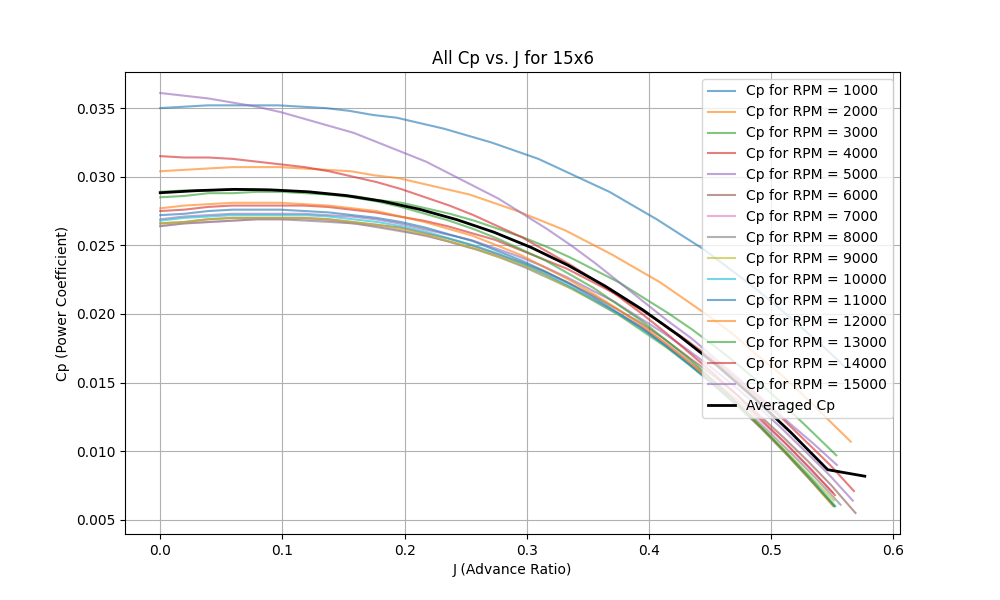 All Cp vs. J for 15x6
Cp (Power Coefficient)
0.035
0.030
0.025
0.020
0.015
0.010
0.005
Cp for RPM = 1000
Cp for RPM = 2000
Cp for RPM = 3000
Cp for RPM = 4000
Cp for RPM = 5000
Cp for RPM = 6000
Cp for RPM = 7000
Cp for RPM = 8000
Cp for RPM = 9000
Cp for RPM = 10000
Cp for RPM = 11000
Cp for RPM = 12000
Cp for RPM = 13000
Cp for RPM = 14000
Cp for RPM = 15000
Averaged Cp
0.0 0.1 0.2 0.3 0.4 0.5 0.6
J (Advance Ratio)